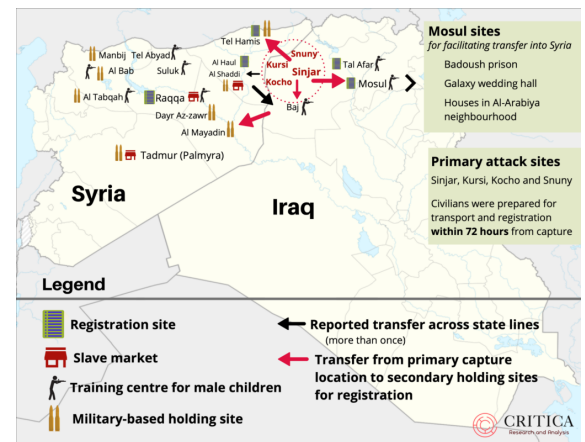 Mosul sites
for facilitating transfer into Syria
Badoush prison
Galaxy wedding hall
Houses in Al-Arabiya
neighbourhood
Primary attack sites
Sinjar, Kursi, Kocho and Snuny
Civilians were prepared for
transport and registration
within 72 hours from capture
Tel Hamis
Manbij
Tel Abyad
Al Bab
Suluk
Al Haul
Al Shaddi
Snuny
Kursi
Sinjar
Kocho
Tal Afar
Mosul
Baj
Al Tabqah
Raqqa
Dayr Az-zawr
Al Mayadin
Tadmur (Palmyra)
Syria
Iraq
Legend
Registration site
Slave market
Training centre for male children
Military-based holding site
Reported transfer across state lines
(more than once)
Transfer from primary capture
location to secondary holding sites
for registration
CRITICA
Research and Analysis